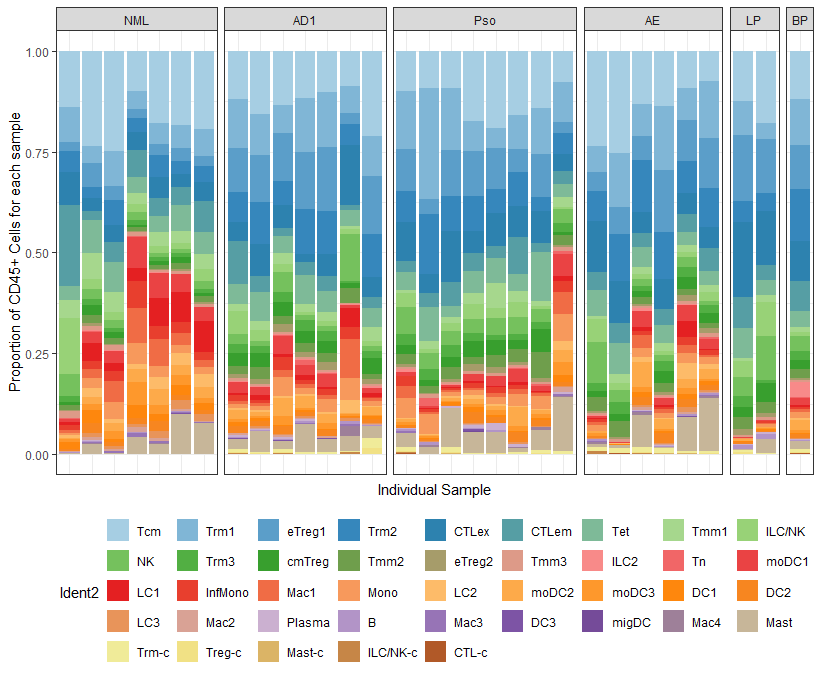 NML AD1 Pso AE LP BP
1.00
0.75
0.50
0.25
0.00
Proportion of CD45+ Cells for each sample
Individual Sample
Ident2
Tcm Trm1 eTreg1 Trm2 CTLex CTLem Tet Tmm1 ILC/NK
NK Trm3 cmTreg Tmm2 eTreg2 Tmm3 ILC2 Tn moDC1
LC1 InfMono Mac1 Mono LC2 moDC2 moDC3 DC1 DC2
LC3 Mac2 Plasma B Mac3 DC3 migDC Mac4 Mast
Trm-c Treg-c Mast-c ILC/NK-c CTL-c